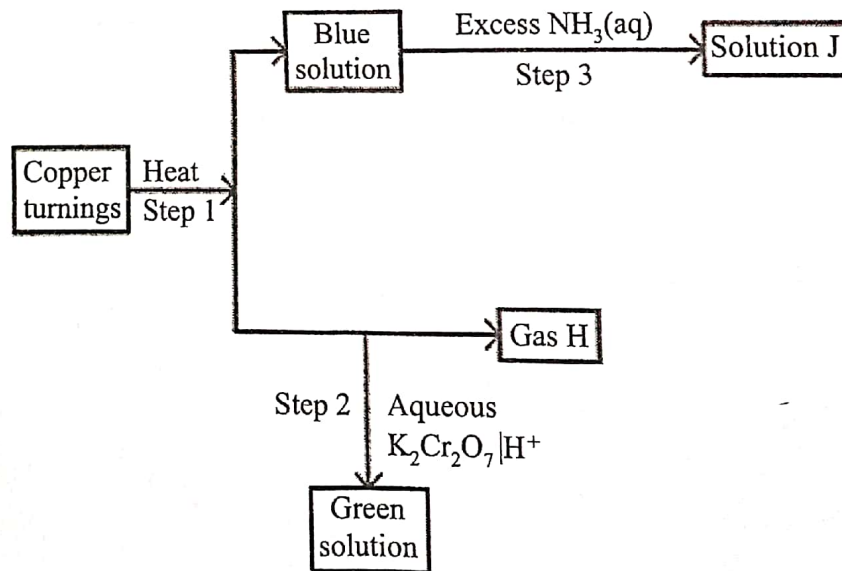 Blue
solution
Excess NH₃(aq)
Step 3
Solution J
Copper
turnings
Heat
Step 1
Gas H
Step 2
Aqueous
K₂Cr₂O₇|H⁺
Green
solution